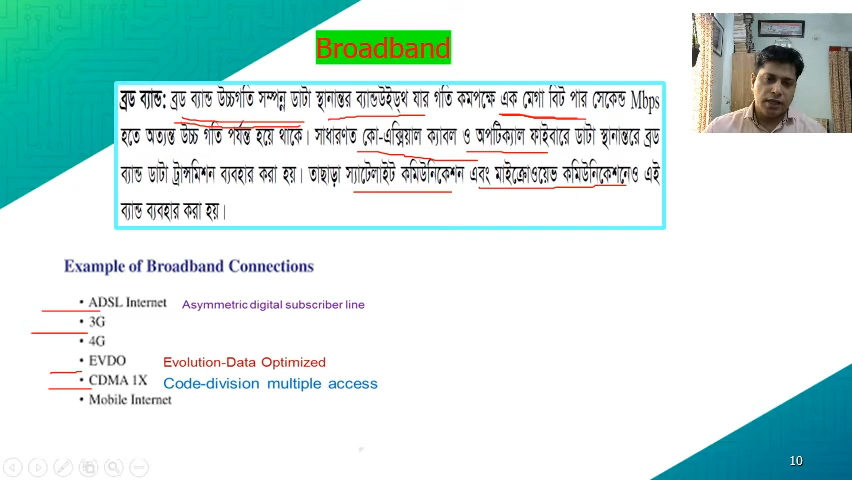 Broadband
ব্রড ব্যান্ড: ব্রড ব্যান্ড উচ্চগতি সম্পন্ন ডাটা স্থানান্তর ব্যান্ডউইড্থ যার গতি কমপক্ষে এক মেগা বিট পার সেকেন্ড Mbps
হতে অত্যন্ত উচ্চ গতি পর্যন্ত হয়ে থাকে। সাধারণত কো-এক্সিয়াল ক্যাবল ও অপটিক্যাল ফাইবারে ডাটা স্থানান্তরে ব্রড
ব্যান্ড ডাটা ট্রান্সমিশন ব্যবহার করা হয়। তাছাড়া স্যাটেলাইট কমিউনিকেশন এবং মাইক্রোওয়েভ কমিউনিকেশনেও এই
ব্যান্ড ব্যবহার করা হয়।
Example of Broadband Connections
• ADSL Internet Asymmetric digital subscriber line
• 3G
• 4G
• EVDO Evolution-Data Optimized
• CDMA 1X Code-division multiple access
• Mobile Internet
10